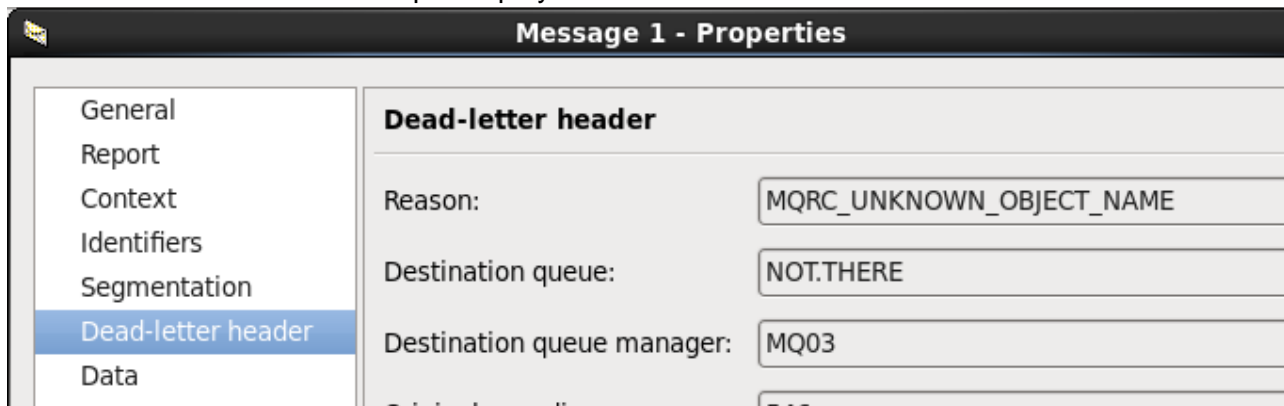 Message 1 - Properties
General
Report
Context
Identifiers
Segmentation
Dead-letter header
Data
Dead-letter header
Reason: MQRC_UNKNOWN_OBJECT_NAME
Destination queue: NOT.THERE
Destination queue manager: MQ03